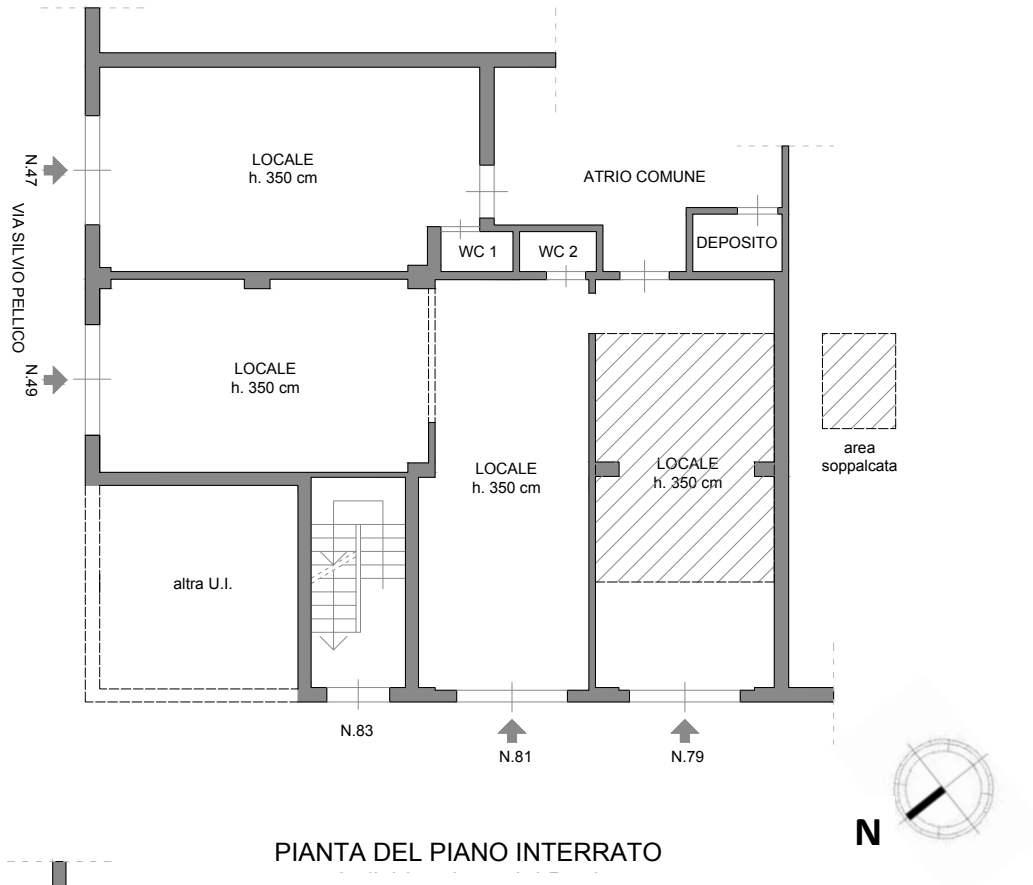 LOCALE
h. 350 cm
ATRIO COMUNE
N.47
VIA SILVIO PELLICO
N.49
WC 1
WC 2
DEPOSITO
LOCALE
h. 350 cm
LOCALE
h. 350 cm
LOCALE
h. 350 cm
area
soppalcata
altra U.I.
N.83
N.81
N.79
N
PIANTA DEL PIANO INTERRATO